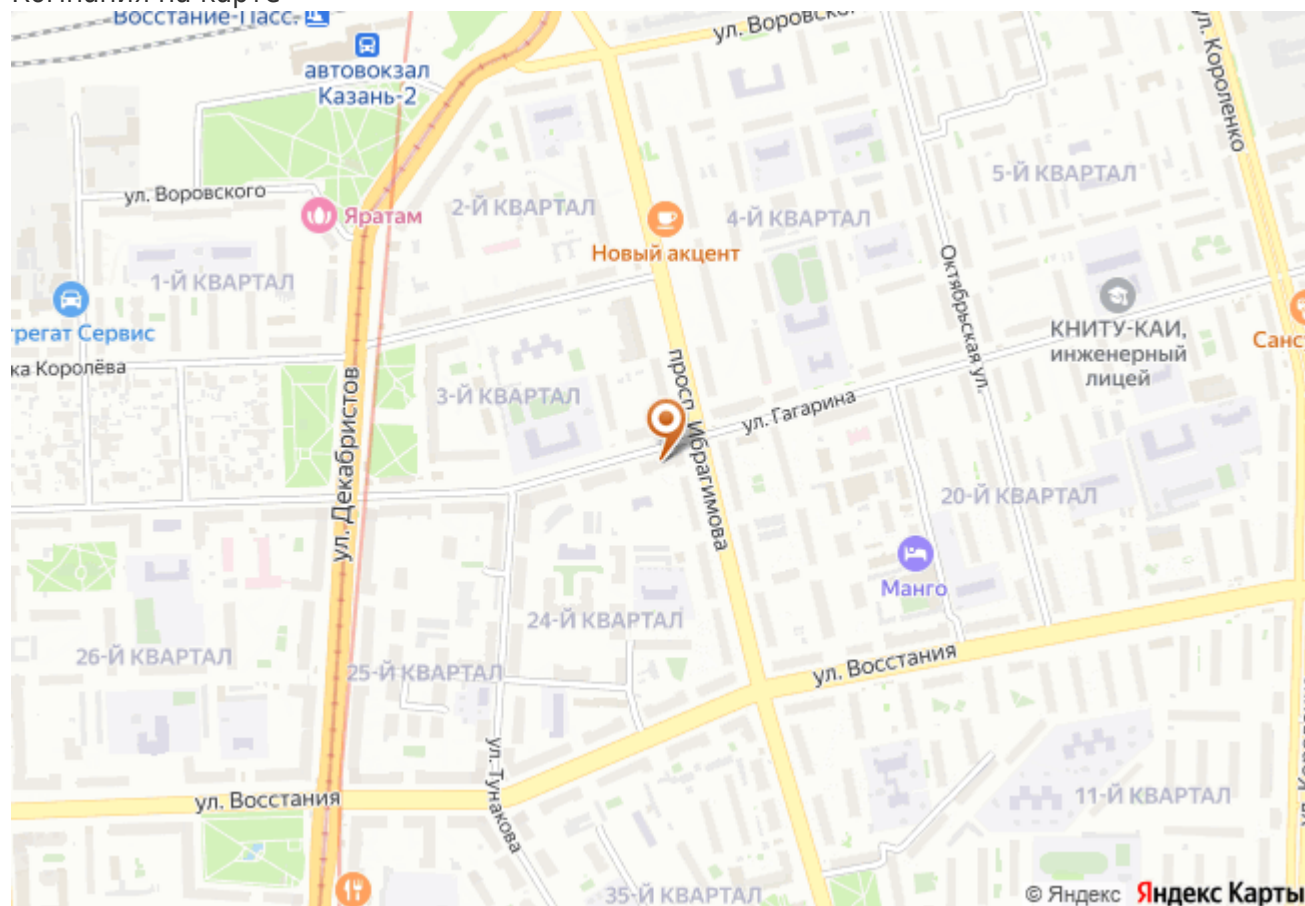 Компания на карте
Восстание-Пасс.
автовокзал
Казань-2
ул. Воровского
ул. Короленко
ул. Воровского
Яратам
2-Й КВАРТАЛ
4-Й КВАРТАЛ
5-Й КВАРТАЛ
Новый акцент
1-Й КВАРТАЛ
Октябрьская ул.
регат Сервис
КНИТУ-КАИ,
инженерный
лицей
Санс
ка Королёва
3-Й КВАРТАЛ
просп. Ибрагимова
ул. Гагарина
ул. Декабристов
20-Й КВАРТАЛ
Манго
24-Й КВАРТАЛ
26-Й КВАРТАЛ
25-Й КВАРТАЛ
ул. Восстания
ул. Тунакова
ул. Восстания
11-Й КВАРТАЛ
35-Й КВАРТАЛ
© Яндекс Яндекс Карты